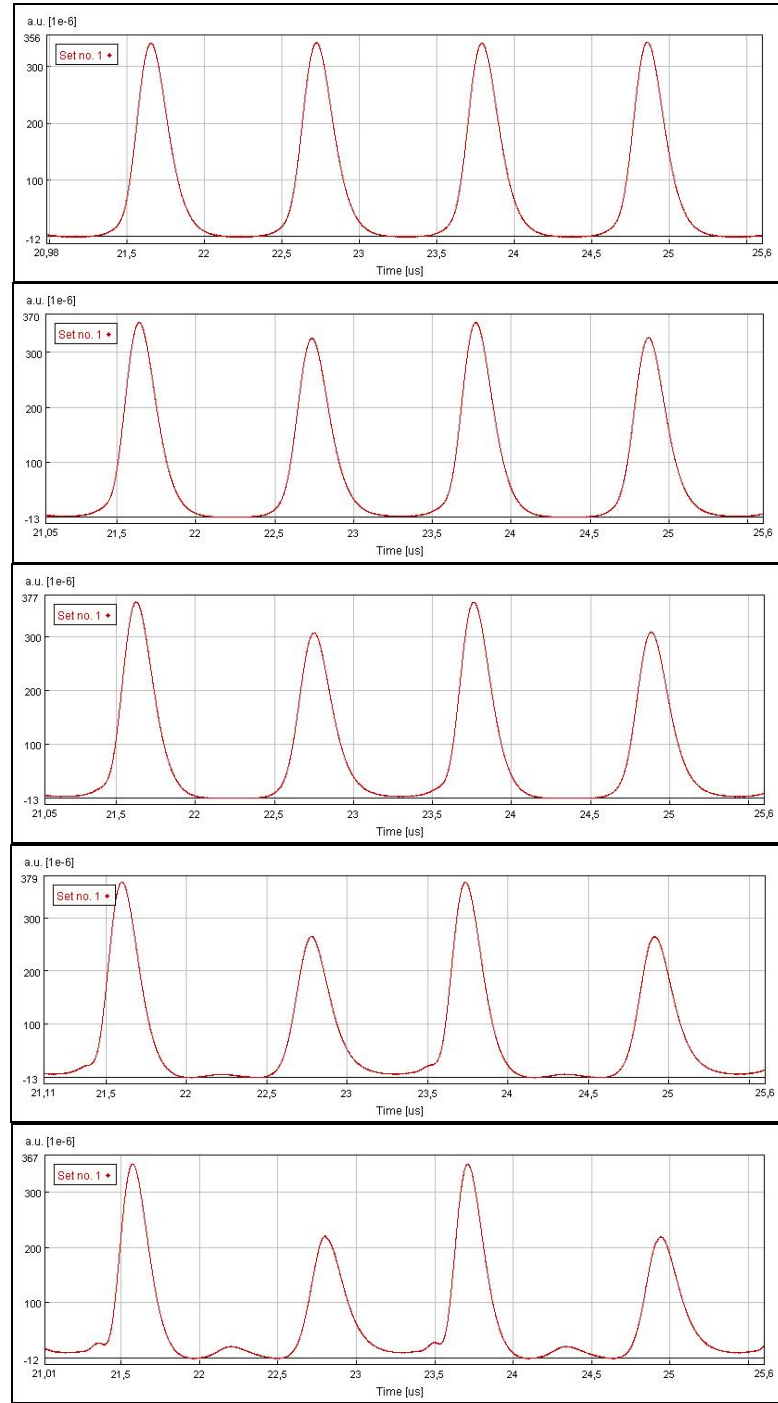 a.u. [1e-6]
356
Set no. 1
300
200
100
-12
20,98 21,5 22 22,5 23 23,5 24 24,5 25 25,6
Time [us]
a.u. [1e-6]
370
Set no. 1
300
200
100
-13
21,05 21,5 22 22,5 23 23,5 24 24,5 25 25,6
Time [us]
a.u. [1e-6]
377
Set no. 1
300
200
100
-13
21,05 21,5 22 22,5 23 23,5 24 24,5 25 25,6
Time [us]
a.u. [1e-6]
379
Set no. 1
300
200
100
-13
21,11 21,5 22 22,5 23 23,5 24 24,5 25 25,6
Time [us]
a.u. [1e-6]
367
Set no. 1
300
200
100
-12
21,01 21,5 22 22,5 23 23,5 24 24,5 25 25,6
Time [us]